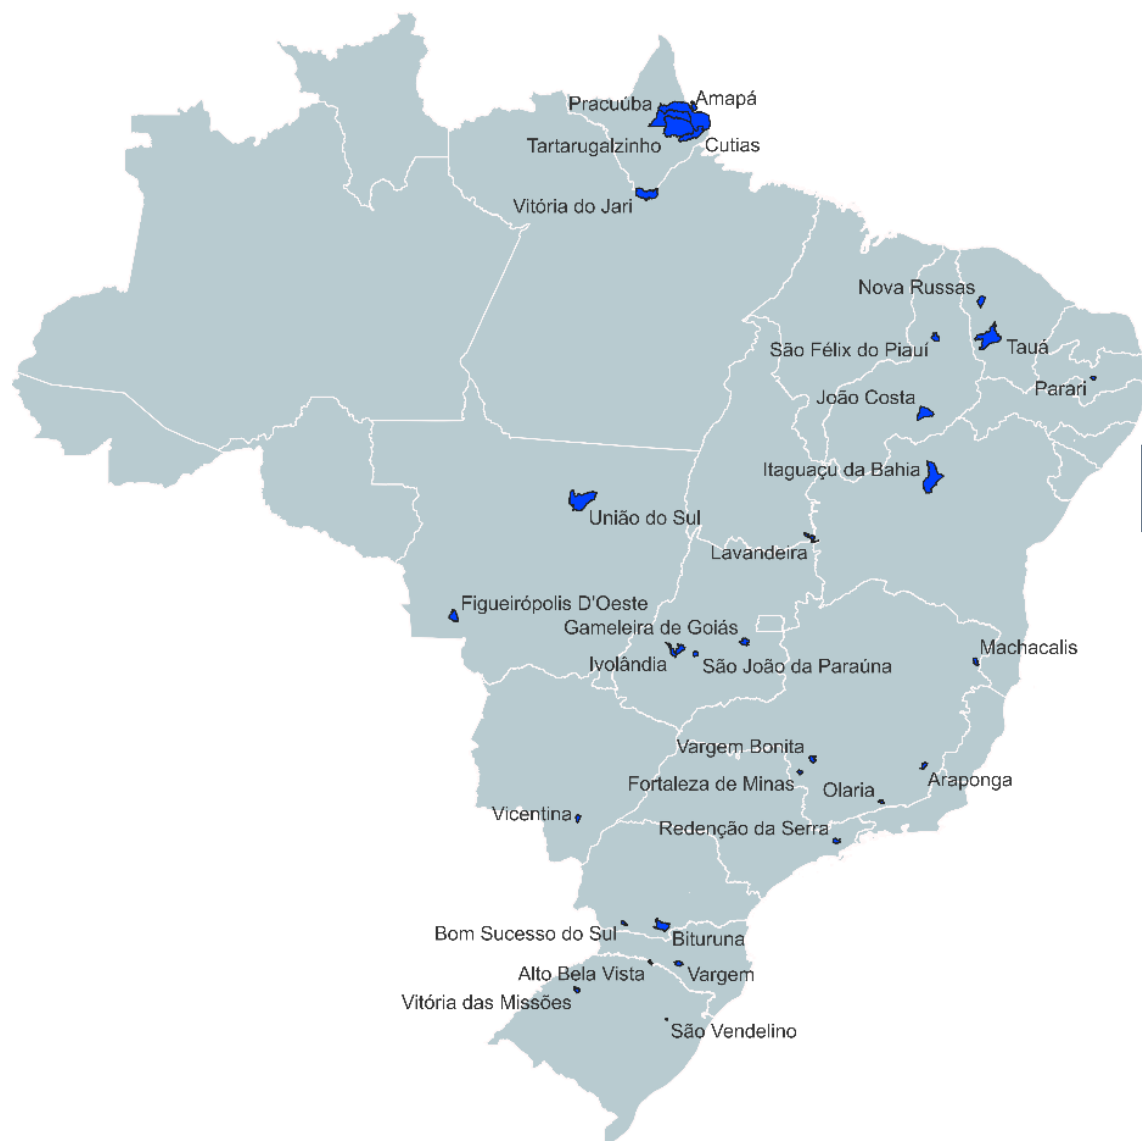 Pracuúba
Amapá
Tartarugalzinho
Cutias
Vitória do Jari
Nova Russas
São Félix do Piauí
Tauá
Parari
João Costa
Itaguaçu da Bahia
União do Sul
Lavandeira
Figueirópolis D'Oeste
Gameleira de Goiás
Ivolândia
São João da Paraúna
Machacalis
Vargem Bonita
Fortaleza de Minas
Olaria
Araponga
Vicentina
Redenção da Serra
Bom Sucesso do Sul
Bituruna
Alto Bela Vista
Vargem
Vitória das Missões
São Vendelino